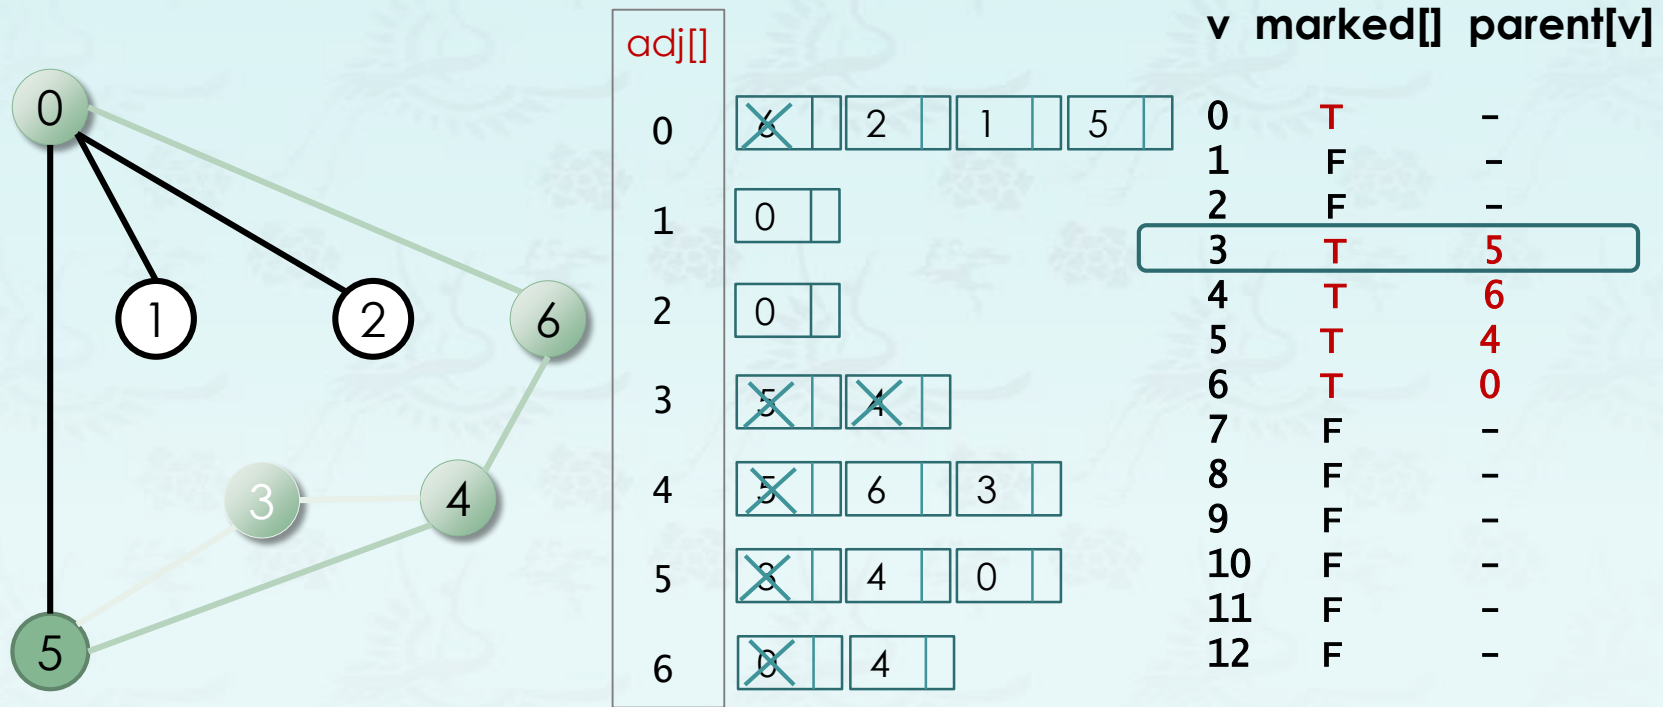 v marked[] parent[v]
adj[]
0 6 2 1 5
1 0
2 0
3 5 4
4 5 6 3
5 3 4 0
6 0 4
0 T –
1 F –
2 F –
3 T 5
4 T 6
5 T 4
6 T 0
7 F –
8 F –
9 F –
10 F –
11 F –
12 F –
0
1 2 6
3 4
5